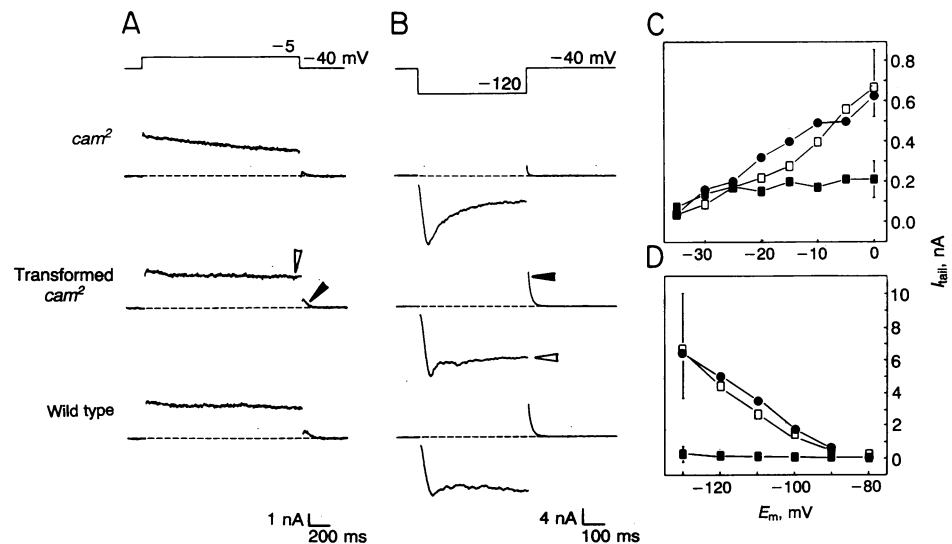 A
−5
−40 mV
cam²
Transformed
cam²
Wild type
1 nA
200 ms
B
−40 mV
−120
4 nA
100 ms
C
0.8
0.6
0.4
0.2
0.0
−30
−20
−10
0
D
10
8
6
4
2
0
−120
−100
−80
Eₘ, mV
Iₜₐᵢₗ, nA